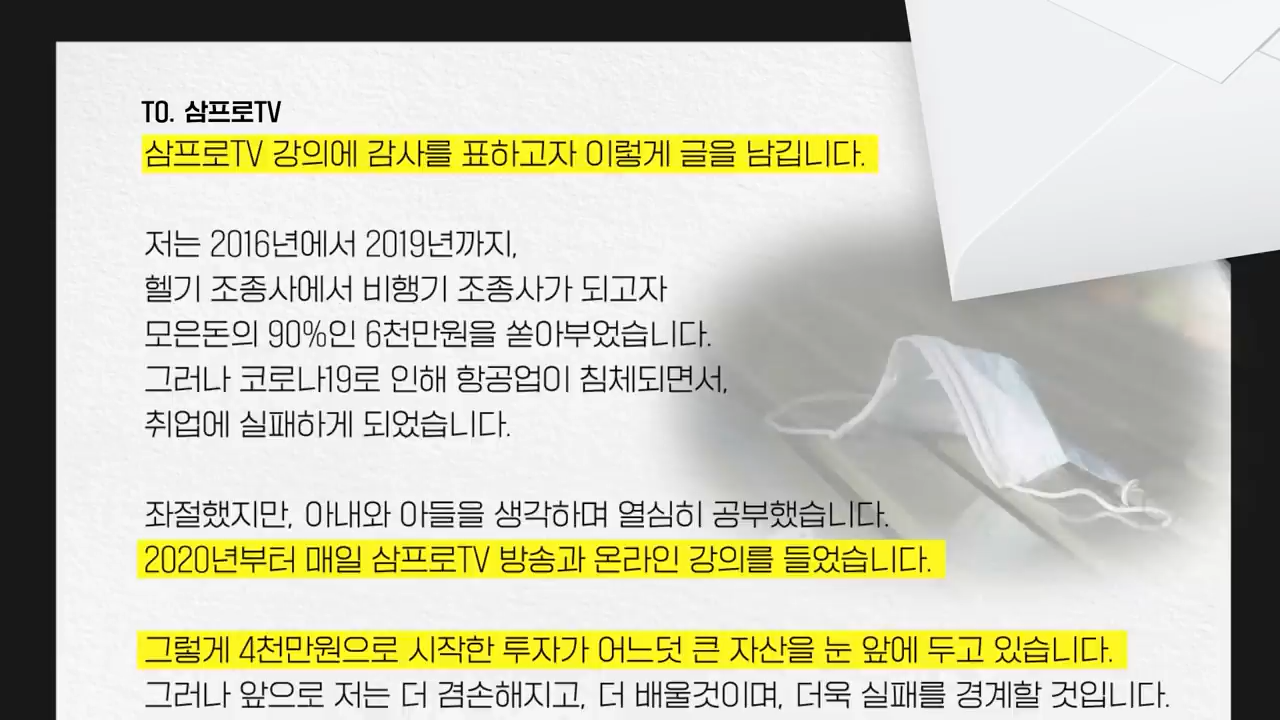 TO. 삼프로TV
삼프로TV 강의에 감사를 표하고자 이렇게 글을 남깁니다.
저는 2016년에서 2019년까지,
헬기 조종사에서 비행기 조종사가 되고자
모은돈의 90%인 6천만원을 쏟아부었습니다.
그러나 코로나19로 인해 항공업이 침체되면서,
취업에 실패하게 되었습니다.
좌절했지만, 아내와 아들을 생각하며 열심히 공부했습니다.
2020년부터 매일 삼프로TV 방송과 온라인 강의를 들었습니다.
그렇게 4천만원으로 시작한 투자가 어느덧 큰 자산을 눈 앞에 두고 있습니다.
그러나 앞으로 저는 더 겸손해지고, 더 배울것이며, 더욱 실패를 경계할 것입니다.